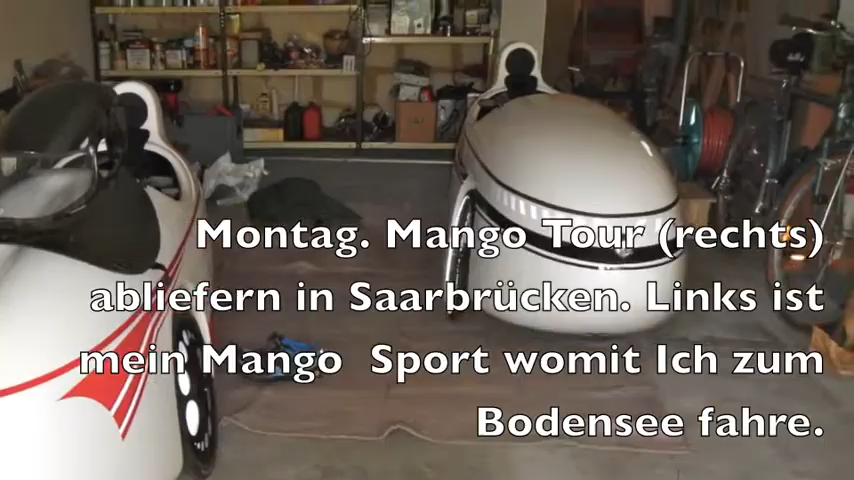 Montag. Mango Tour (rechts)
abliefern in Saarbrücken. Links ist
mein Mango  Sport womit Ich zum
Bodensee fahre.